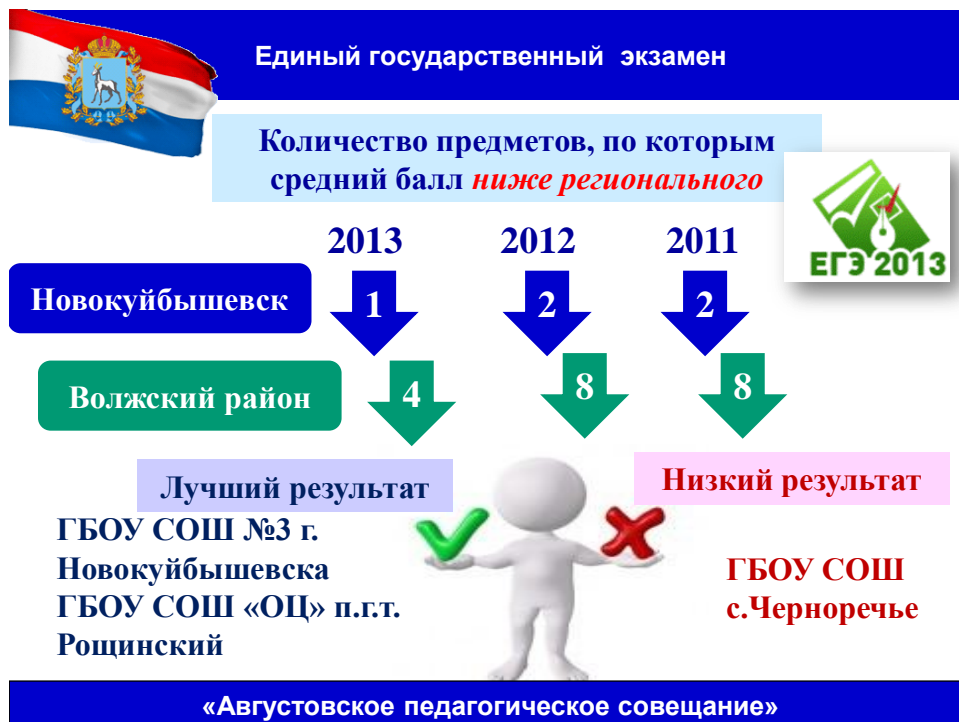 Единый государственный экзамен
Количество предметов, по которым
средний балл ниже регионального
ЕГЭ 2013
2013 2012 2011
Новокуйбышевск 1 2 2
Волжский район 4 8 8
Лучший результат
ГБОУ СОШ №3 г.
Новокуйбышевска
ГБОУ СОШ «ОЦ» п.г.т.
Рощинский
Низкий результат
ГБОУ СОШ
с.Черноречье
«Августовское педагогическое совещание»